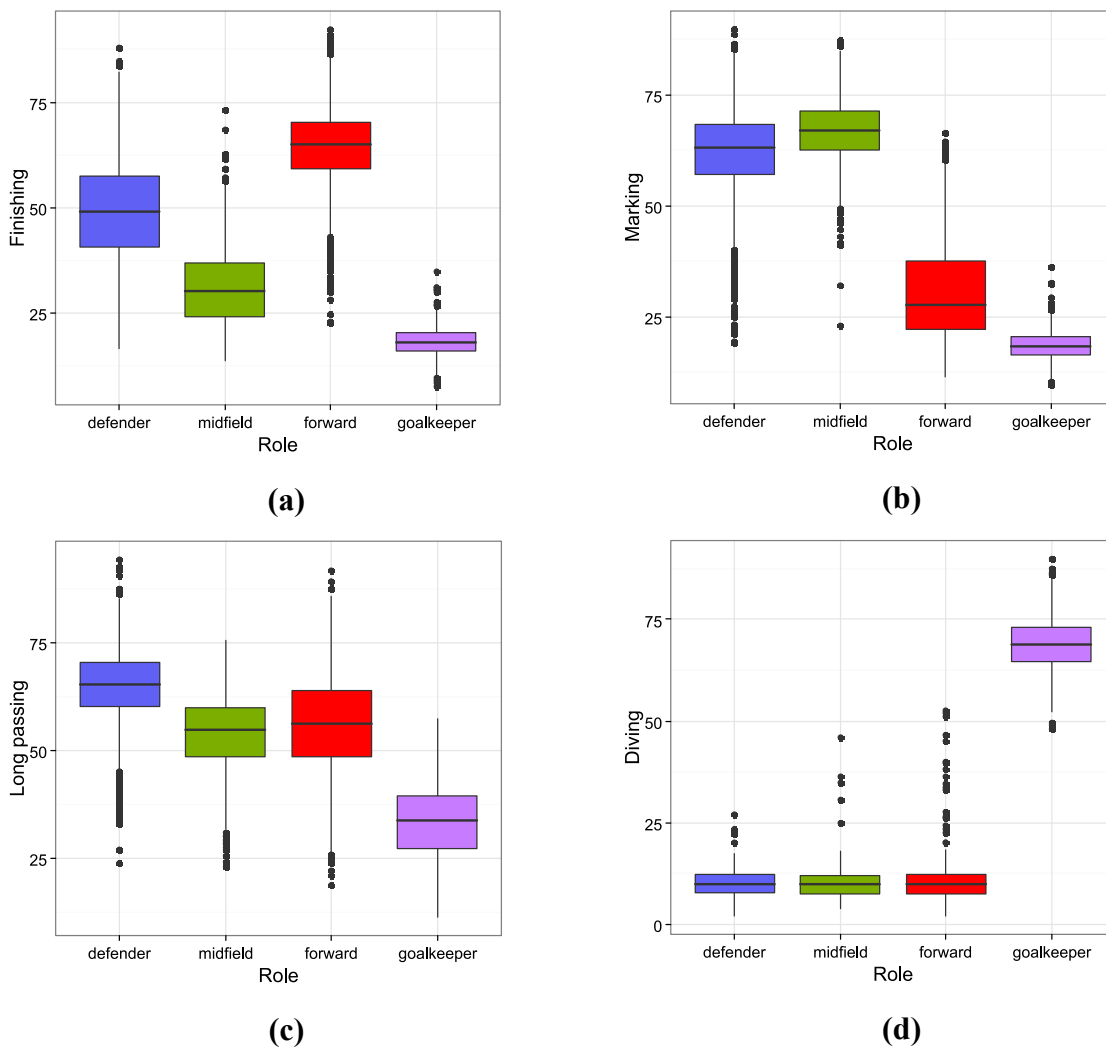 75
50
25
Finishing
defender midfield forward goalkeeper
Role
(a)
75
50
25
Marking
defender midfield forward goalkeeper
Role
(b)
75
50
25
Long passing
defender midfield forward goalkeeper
Role
(c)
75
50
25
0
Diving
defender midfield forward goalkeeper
Role
(d)